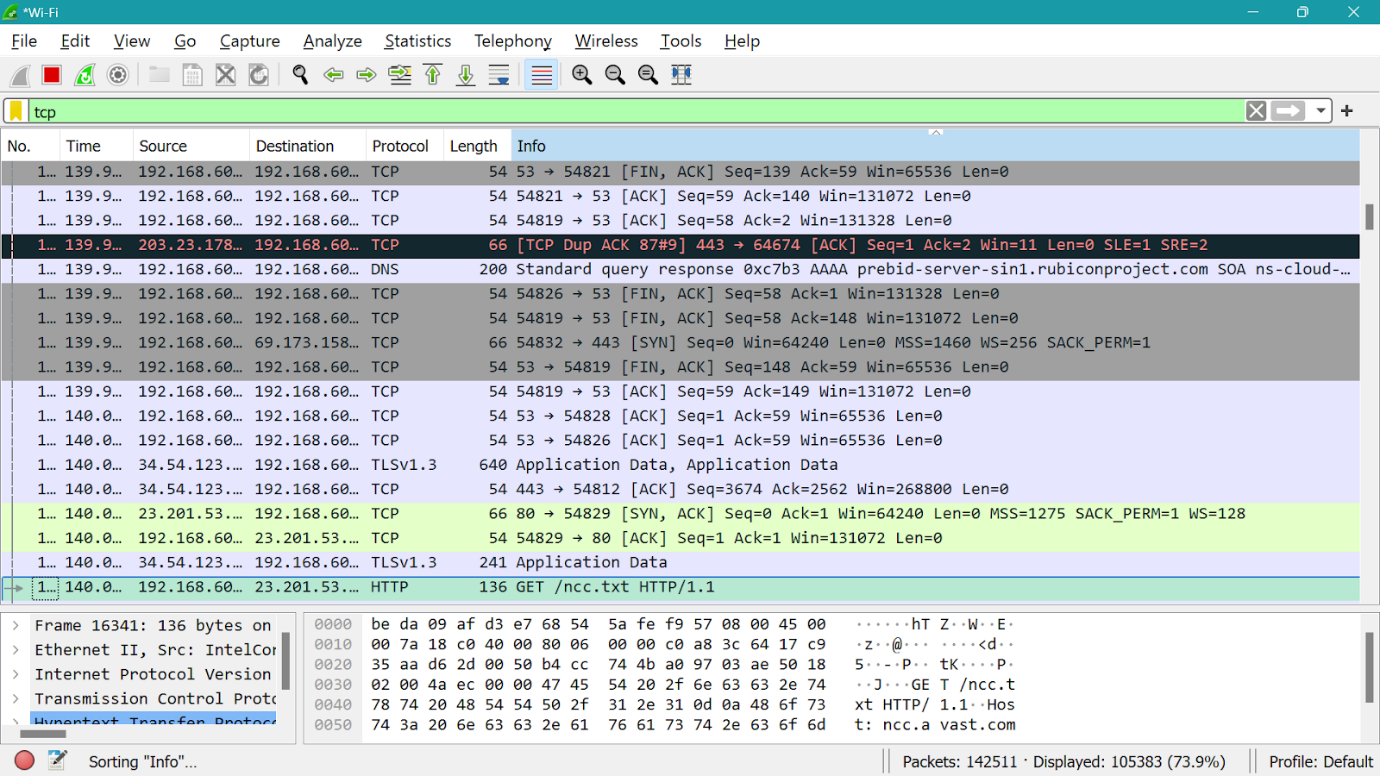 *Wi-Fi
File Edit View Go Capture Analyze Statistics Telephony Wireless Tools Help
tcp
No. Time Source Destination Protocol Length Info
1... 139.9... 192.168.60... 192.168.60... TCP 54 53 → 54821 [FIN, ACK] Seq=139 Ack=59 Win=65536 Len=0
1... 139.9... 192.168.60... 192.168.60... TCP 54 54821 → 53 [ACK] Seq=59 Ack=140 Win=131072 Len=0
1... 139.9... 192.168.60... 192.168.60... TCP 54 54819 → 53 [ACK] Seq=58 Ack=2 Win=131328 Len=0
1... 139.9... 203.23.178... 192.168.60... TCP 66 [TCP Dup ACK 87#9] 443 → 64674 [ACK] Seq=1 Ack=2 Win=11 Len=0 SLE=1 SRE=2
1... 139.9... 192.168.60... 192.168.60... DNS 200 Standard query response 0xc7b3 AAAA prebid-server-sin1.rubiconproject.com SOA ns-cloud-...
1... 139.9... 192.168.60... 192.168.60... TCP 54 54826 → 53 [FIN, ACK] Seq=58 Ack=1 Win=131328 Len=0
1... 139.9... 192.168.60... 192.168.60... TCP 54 54819 → 53 [FIN, ACK] Seq=58 Ack=148 Win=131072 Len=0
1... 139.9... 192.168.60... 69.173.158... TCP 66 54832 → 443 [SYN] Seq=0 Win=64240 Len=0 MSS=1460 WS=256 SACK_PERM=1
1... 139.9... 192.168.60... 192.168.60... TCP 54 53 → 54819 [FIN, ACK] Seq=148 Ack=59 Win=65536 Len=0
1... 139.9... 192.168.60... 192.168.60... TCP 54 54819 → 53 [ACK] Seq=59 Ack=149 Win=131072 Len=0
1... 140.0... 192.168.60... 192.168.60... TCP 54 53 → 54828 [ACK] Seq=1 Ack=59 Win=65536 Len=0
1... 140.0... 192.168.60... 192.168.60... TCP 54 53 → 54826 [ACK] Seq=1 Ack=59 Win=65536 Len=0
1... 140.0... 34.54.123.... 192.168.60... TLSv1.3 640 Application Data, Application Data
1... 140.0... 34.54.123.... 192.168.60... TCP 54 443 → 54812 [ACK] Seq=3674 Ack=2562 Win=268800 Len=0
1... 140.0... 23.201.53.... 192.168.60... TCP 66 80 → 54829 [SYN, ACK] Seq=0 Ack=1 Win=64240 Len=0 MSS=1275 SACK_PERM=1 WS=128
1... 140.0... 192.168.60... 23.201.53.... TCP 54 54829 → 80 [ACK] Seq=1 Ack=1 Win=131072 Len=0
1... 140.0... 34.54.123.... 192.168.60... TLSv1.3 241 Application Data
1... 140.0... 192.168.60... 23.201.53.... HTTP 136 GET /ncc.txt HTTP/1.1
Frame 16341: 136 bytes on
Ethernet II, Src: IntelCor
Internet Protocol Version
Transmission Control Proto
Hypertext Transfer Protoco
0000 be da 09 af d3 e7 68 54 5a fe f9 57 08 00 45 00 ······hT Z··W··E·
0010 00 7a 18 c0 40 00 80 06 00 00 c0 a8 3c 64 17 c9 ·z··@··· ····<d··
0020 35 aa d6 2d 00 50 b4 cc 74 4b a0 97 03 ae 50 18 5··-·P·· tK····P·
0030 02 00 4a ec 00 00 47 45 54 20 2f 6e 63 63 2e 74 ··J···GE T /ncc.t
0040 78 74 20 48 54 54 50 2f 31 2e 31 0d 0a 48 6f 73 xt HTTP/ 1.1··Hos
0050 74 3a 20 6e 63 63 2e 61 76 61 73 74 2e 63 6f 6d t: ncc.a vast.com
Sorting "Info"... Packets: 142511 · Displayed: 105383 (73.9%) Profile: Default